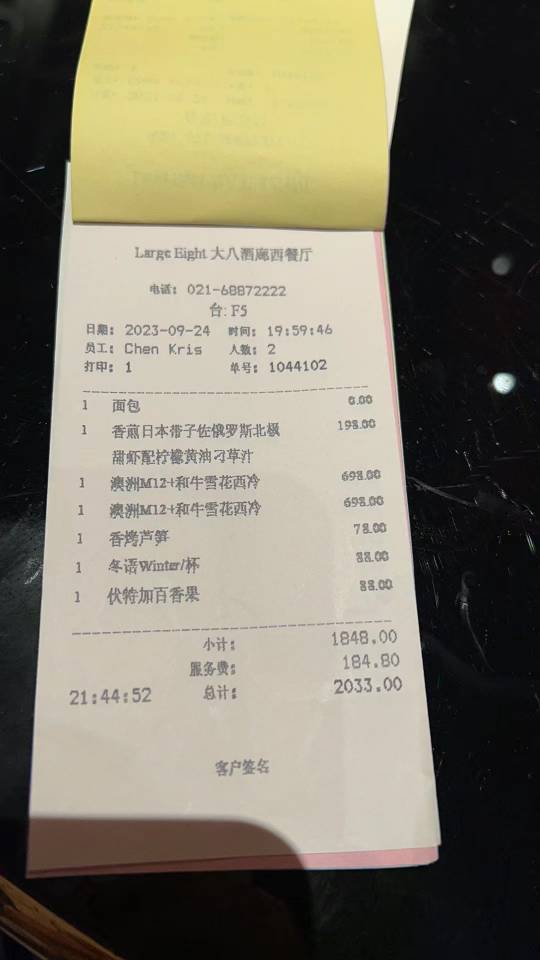 Large Eight 大八酒廊西餐厅
电话: 021-68872222
台: F5
日期: 2023-09-24 时间: 19:59:46
员工: Chen Kris 人数: 2
打印: 1 单号: 1044102
1 面包 0.00
1 香煎日本带子佐俄罗斯北极 198.00
甜虾配柠檬黄油刁草汁
1 澳洲M12+和牛雪花西冷 698.00
1 澳洲M12+和牛雪花西冷 698.00
1 香烤芦笋 78.00
1 冬语Winter/杯 88.00
1 伏特加百香果 88.00
小计: 1848.00
服务费: 184.80
21:44:52 总计: 2033.00
客户签名